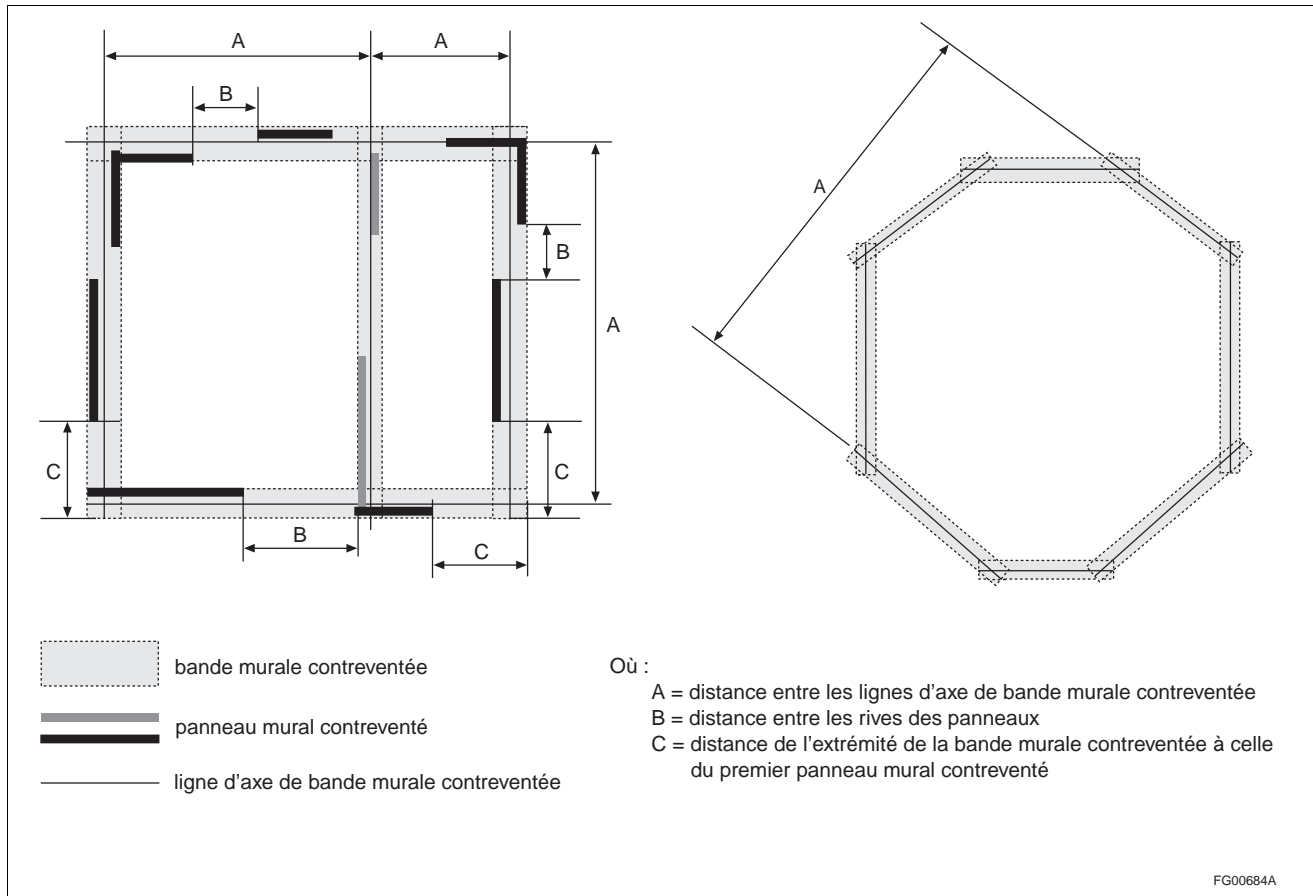 A
A
B
B
A
A
C
C
B
C
bande murale contreventée
panneau mural contreventé
ligne d'axe de bande murale contreventée
Où :
A = distance entre les lignes d'axe de bande murale contreventée
B = distance entre les rives des panneaux
C = distance de l'extrémité de la bande murale contreventée à celle
du premier panneau mural contreventé
FG00684A